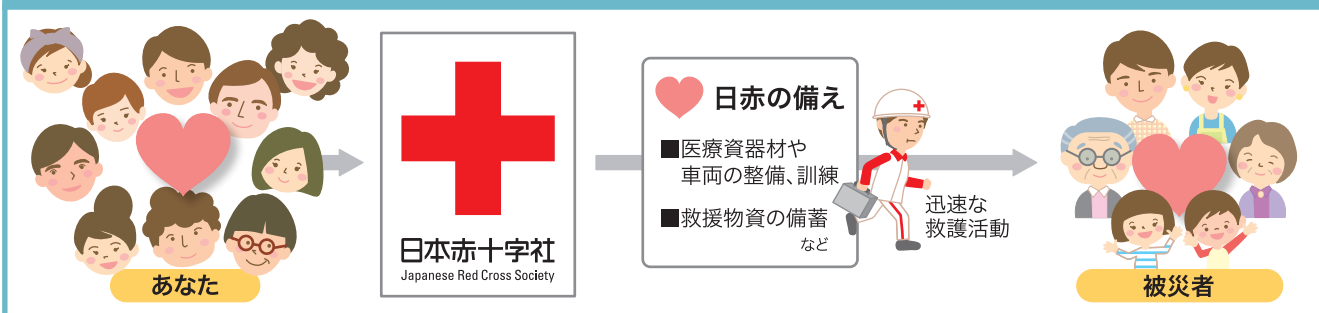 あなた
日本赤十字社
Japanese Red Cross Society
日赤の備え
■医療資器材や
車両の整備、訓練
■救援物資の備蓄
など
迅速な
救護活動
被災者